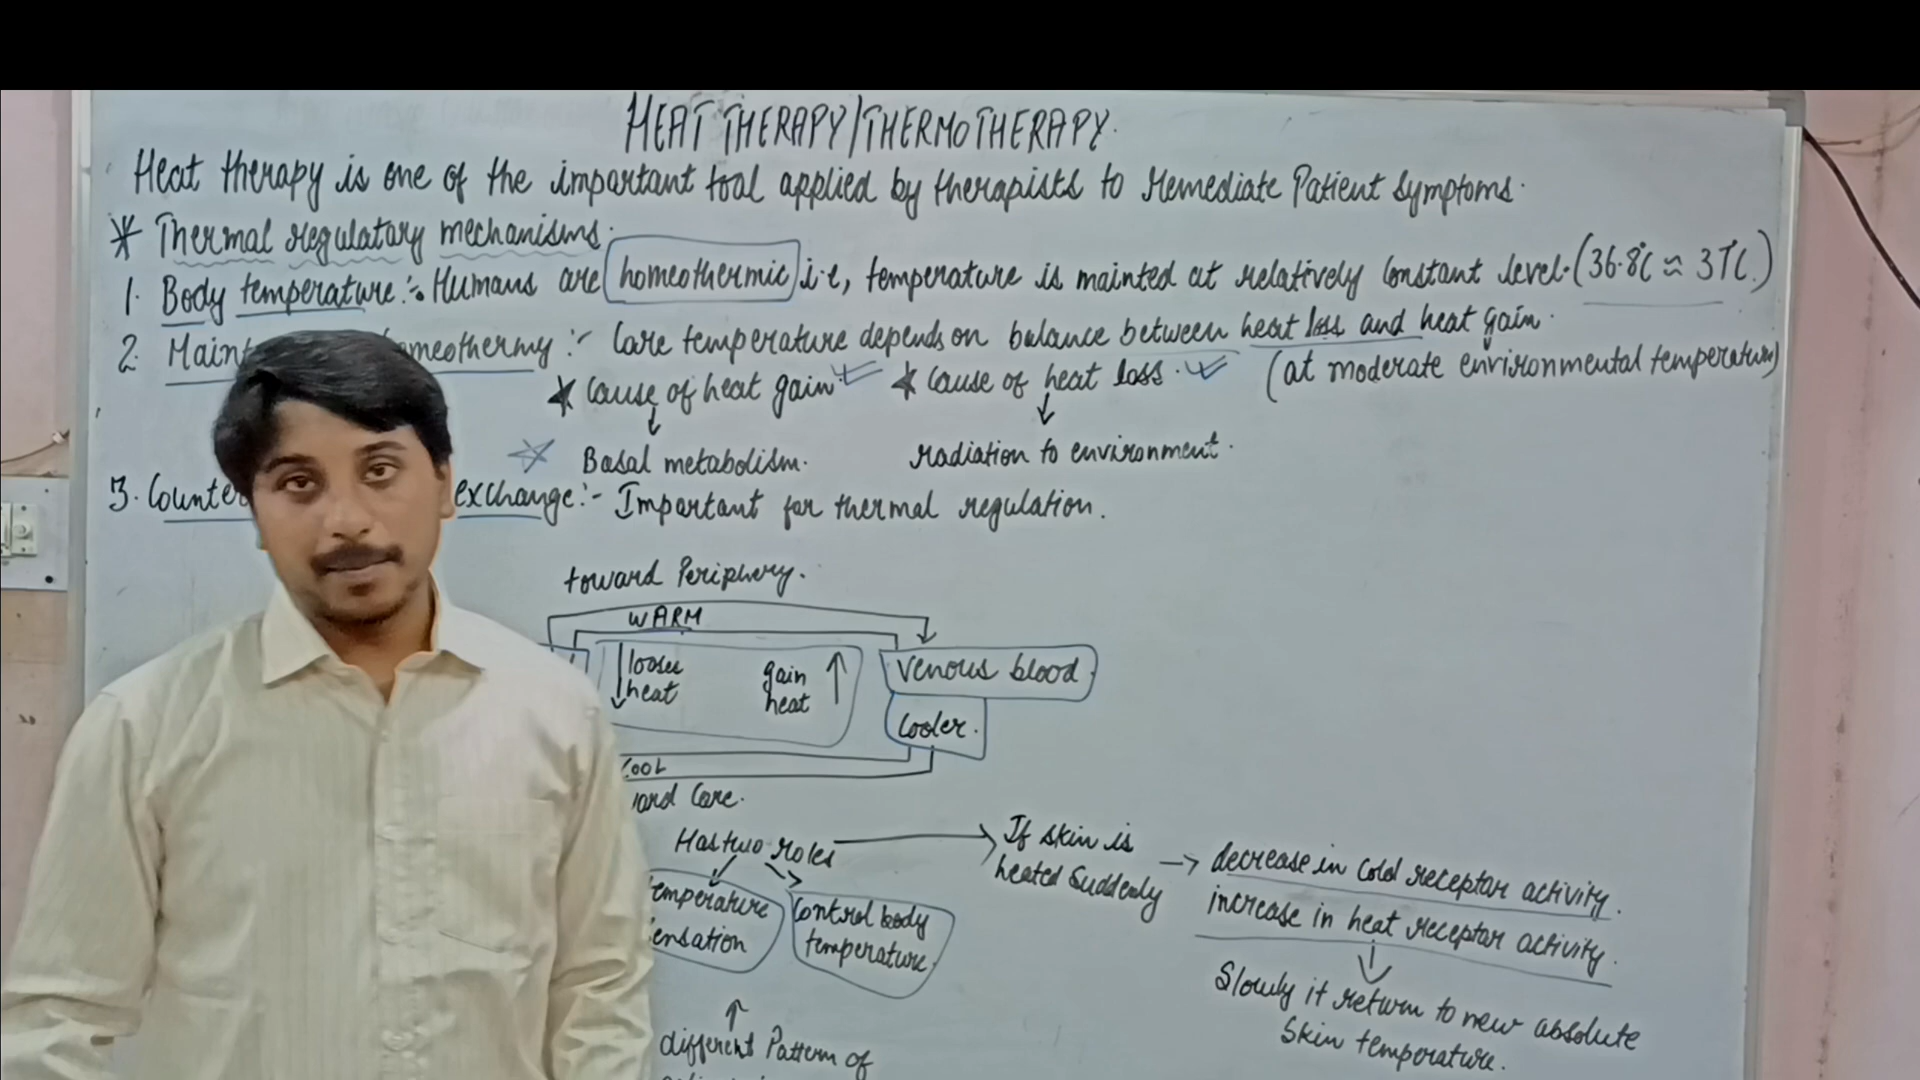 HEAT THERAPY/THERMOTHERAPY.
Heat therapy is one of the important tool applied by therapists to remediate Patient symptoms.
* Thermal regulatory mechanisms.
1. Body temperature:- Humans are homeothermic i.e, temperature is mainted at relatively constant level. (36.8°C ≈ 37°C.)
2. Maint meothermy:- Core temperature depends on balance between heat loss and heat gain.
(at moderate environmental temperature)
* Cause of heat gain. * Cause of heat loss.
↓ ↓
Basal metabolism. radiation to environment.
3. Counter exchange:- Important for thermal regulation.
toward Periphery.
WARM
looses heat
gain heat
Venous blood
Cooler.
COOL
ard Core.
Has two roles
emperature ensation
Control body temperature.
If skin is heated Suddenly
→ decrease in cold receptor activity.
increase in heat receptor activity.
↓
Slowly it return to new absolute
Skin temperature.
↑
different Pattern of